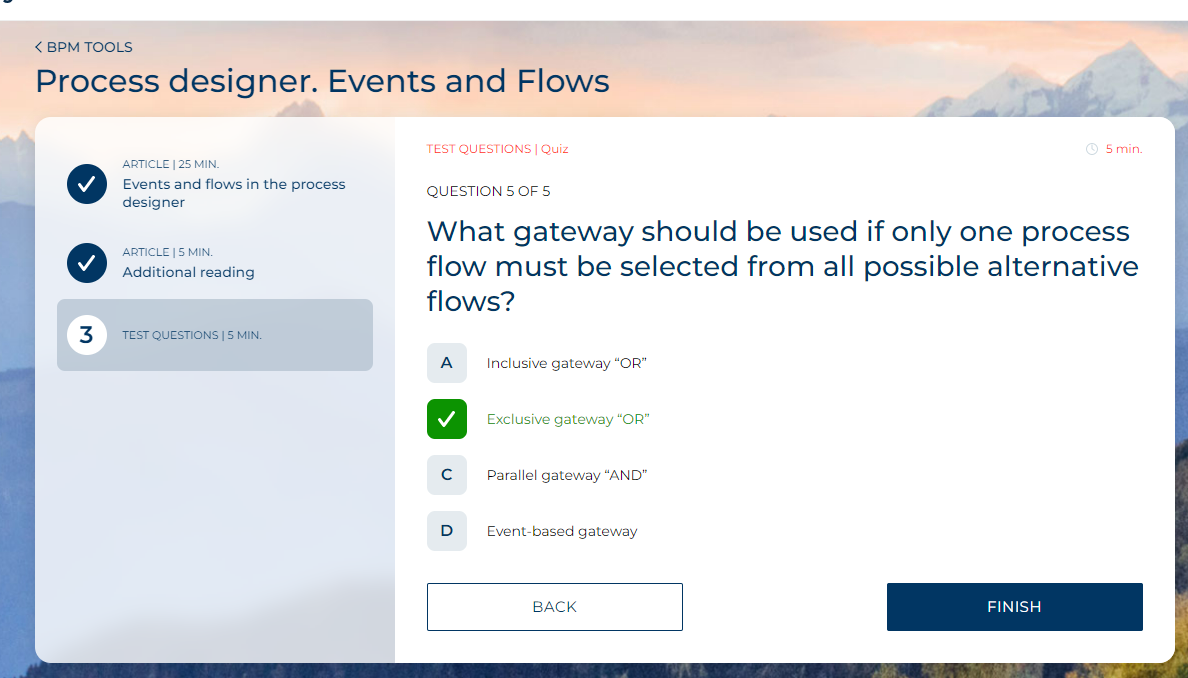 BPM TOOLS
Process designer. Events and Flows
ARTICLE | 25 MIN.
Events and flows in the process
designer
ARTICLE | 5 MIN.
Additional reading
3
TEST QUESTIONS | 5 MIN.
TEST QUESTIONS | Quiz
5 min.
QUESTION 5 OF 5
What gateway should be used if only one process
flow must be selected from all possible alternative
flows?
A Inclusive gateway “OR”
Exclusive gateway “OR”
C Parallel gateway “AND”
D Event-based gateway
BACK
FINISH